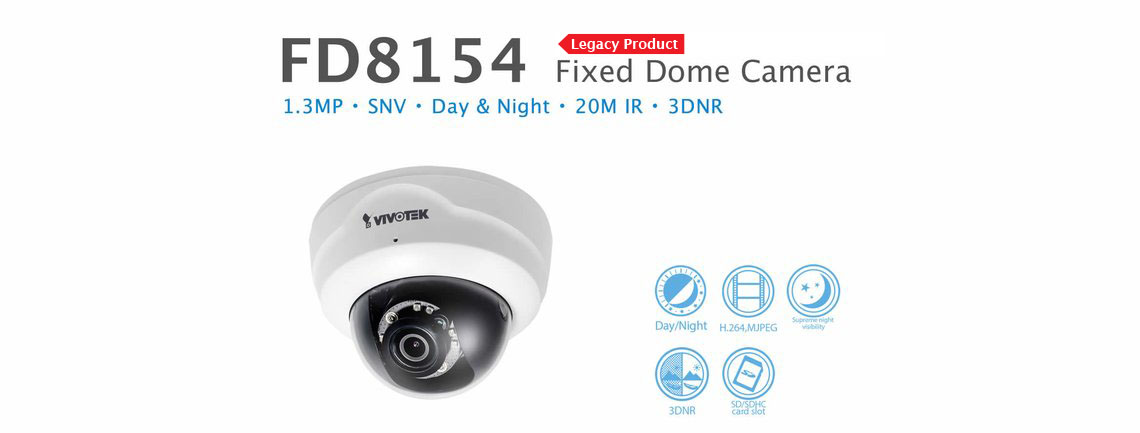 Legacy Product
FD8154 Fixed Dome Camera
1.3MP • SNV • Day & Night • 20M IR • 3DNR
VIVOTEK
Day/Night
H.264,MJPEG
Supreme night
visibility
3DNR
SD/SDHC
card slot